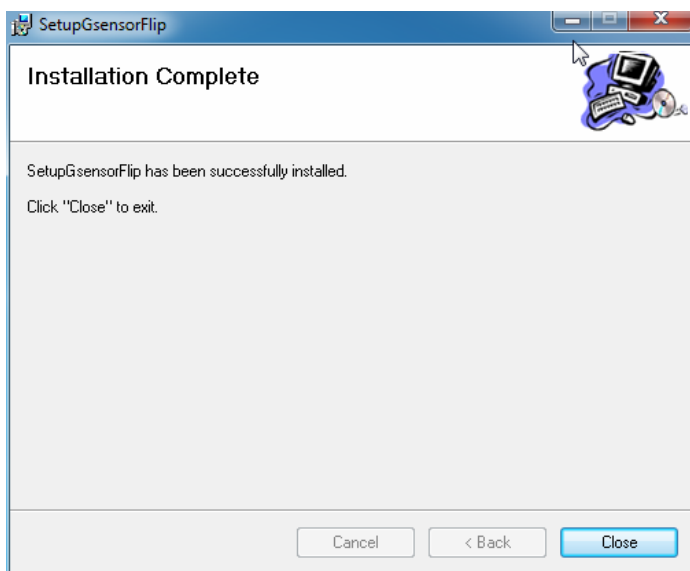 SetupGsensorFlip
Installation Complete
SetupGsensorFlip has been successfully installed.
Click "Close" to exit.
Cancel
< Back
Close